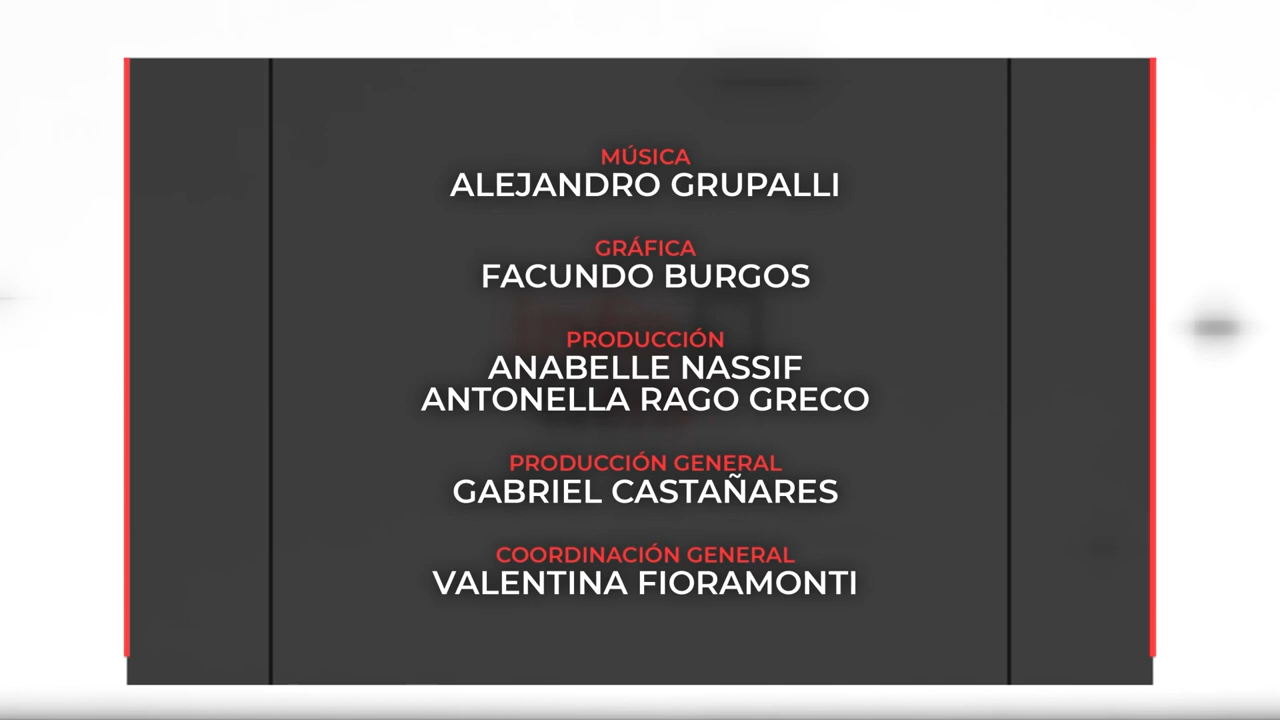 MÚSICA
ALEJANDRO GRUPALLI
GRÁFICA
FACUNDO BURGOS
PRODUCCIÓN
ANABELLE NASSIF
ANTONELLA RAGO GRECO
PRODUCCIÓN GENERAL
GABRIEL CASTAÑARES
COORDINACIÓN GENERAL
VALENTINA FIORAMONTI